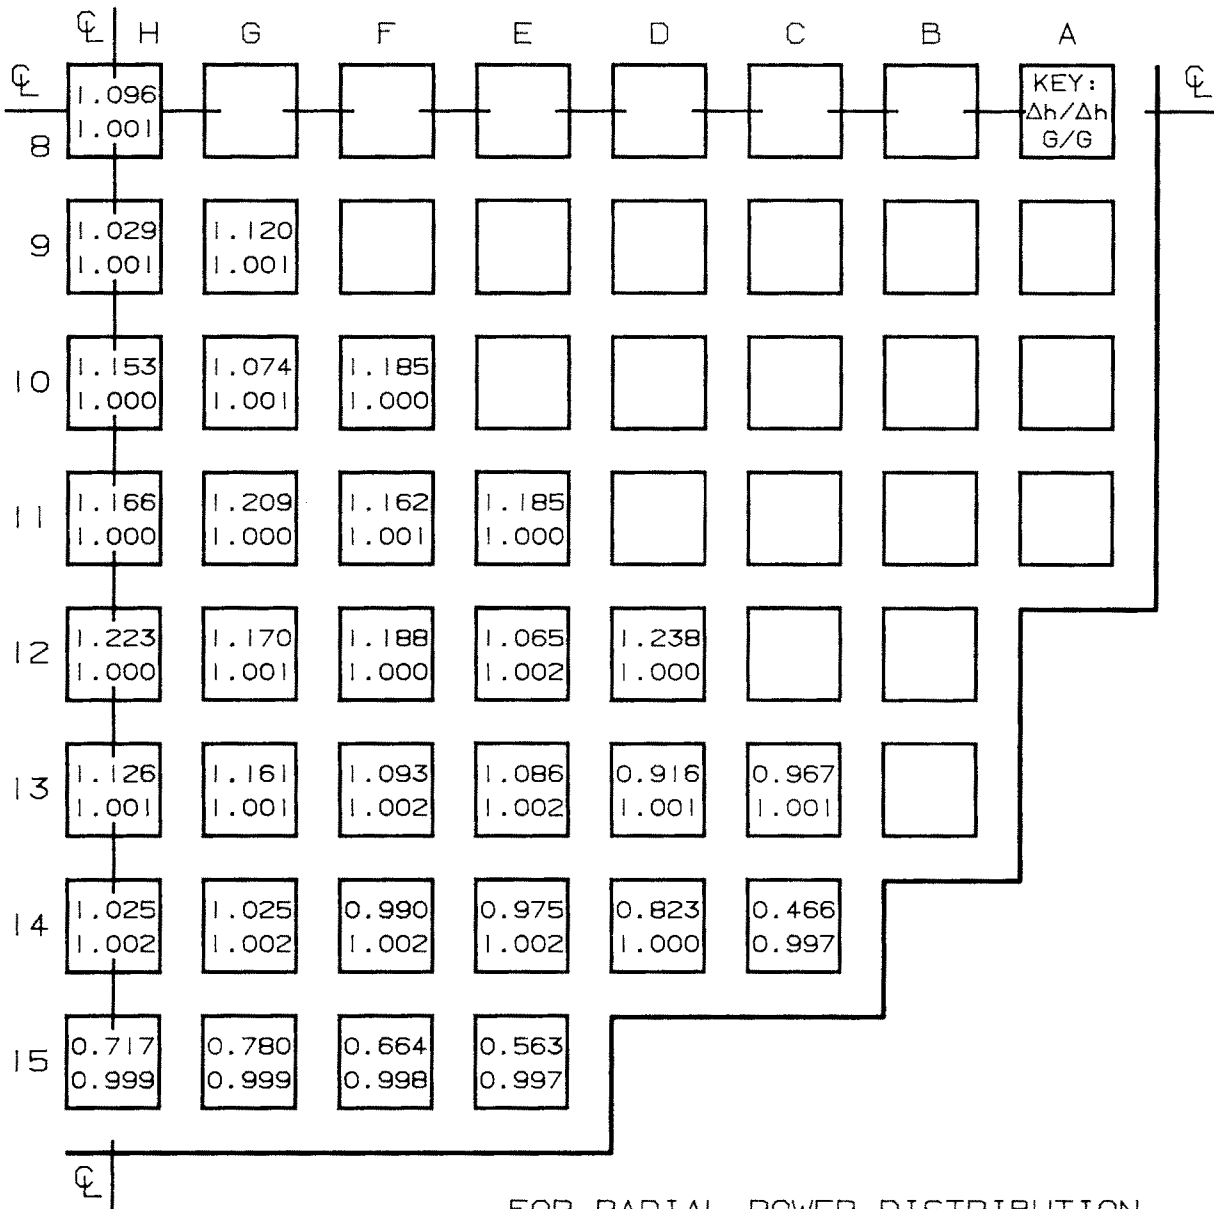 ℄ H G F E D C B A
℄ ℄
8 1.096 KEY:
1.001 Δh/Δh
G/G
9 1.029 1.120
1.001 1.001
10 1.153 1.074 1.185
1.000 1.001 1.000
11 1.166 1.209 1.162 1.185
1.000 1.000 1.001 1.000
12 1.223 1.170 1.188 1.065 1.238
1.000 1.001 1.000 1.002 1.000
13 1.126 1.161 1.093 1.086 0.916 0.967
1.001 1.001 1.002 1.002 1.001 1.001
14 1.025 1.025 0.990 0.975 0.823 0.466
1.002 1.002 1.002 1.002 1.000 0.997
15 0.717 0.780 0.664 0.563
0.999 0.999 0.998 0.997
℄
FOR RADIAL POWER DISTRIBUTION